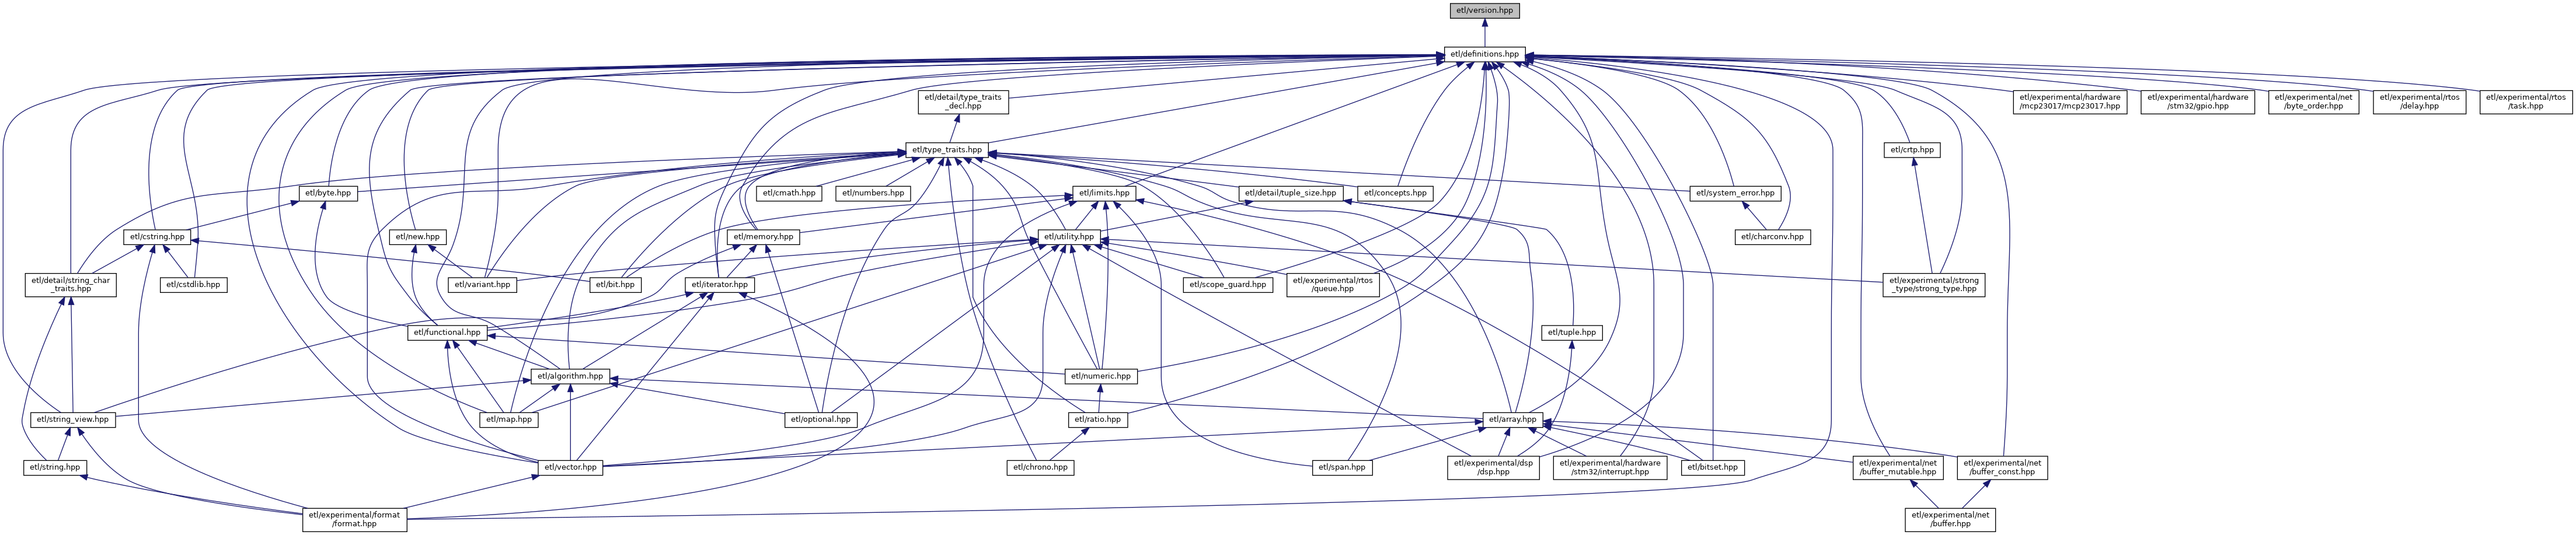 etl/version.hpp
etl/definitions.hpp
etl/detail/type_traits
_decl.hpp
etl/experimental/hardware
/mcp23017/mcp23017.hpp
etl/experimental/hardware
/stm32/gpio.hpp
etl/experimental/net
/byte_order.hpp
etl/experimental/rtos
/delay.hpp
etl/experimental/rtos
/task.hpp
etl/type_traits.hpp
etl/crtp.hpp
etl/byte.hpp
etl/cmath.hpp
etl/numbers.hpp
etl/limits.hpp
etl/detail/tuple_size.hpp
etl/concepts.hpp
etl/system_error.hpp
etl/cstring.hpp
etl/new.hpp
etl/memory.hpp
etl/utility.hpp
etl/charconv.hpp
etl/detail/string_char
_traits.hpp
etl/cstdlib.hpp
etl/variant.hpp
etl/bit.hpp
etl/iterator.hpp
etl/scope_guard.hpp
etl/experimental/rtos
/queue.hpp
etl/experimental/strong
_type/strong_type.hpp
etl/functional.hpp
etl/tuple.hpp
etl/algorithm.hpp
etl/numeric.hpp
etl/string_view.hpp
etl/map.hpp
etl/optional.hpp
etl/ratio.hpp
etl/array.hpp
etl/string.hpp
etl/vector.hpp
etl/chrono.hpp
etl/span.hpp
etl/experimental/dsp
/dsp.hpp
etl/experimental/hardware
/stm32/interrupt.hpp
etl/bitset.hpp
etl/experimental/net
/buffer_mutable.hpp
etl/experimental/net
/buffer_const.hpp
etl/experimental/format
/format.hpp
etl/experimental/net
/buffer.hpp